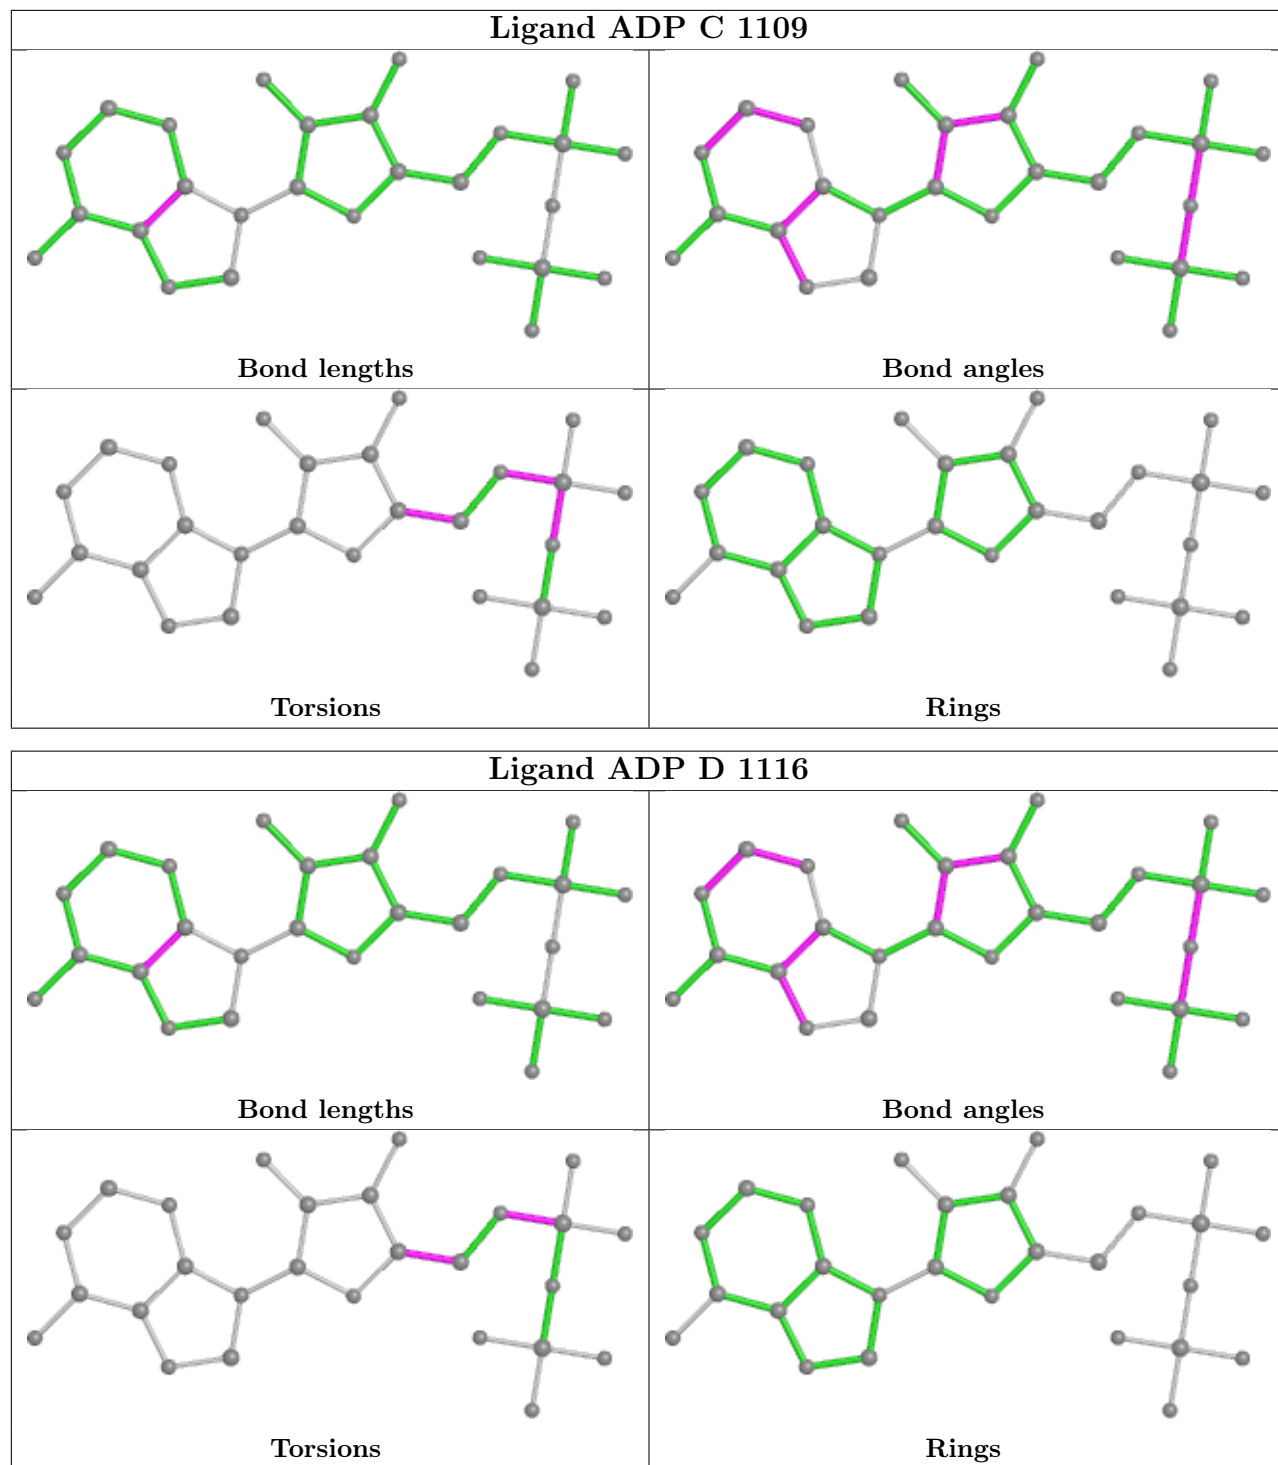 Ligand ADP C 1109
Bond lengths
Bond angles
Torsions
Rings
Ligand ADP D 1116
Bond lengths
Bond angles
Torsions
Rings